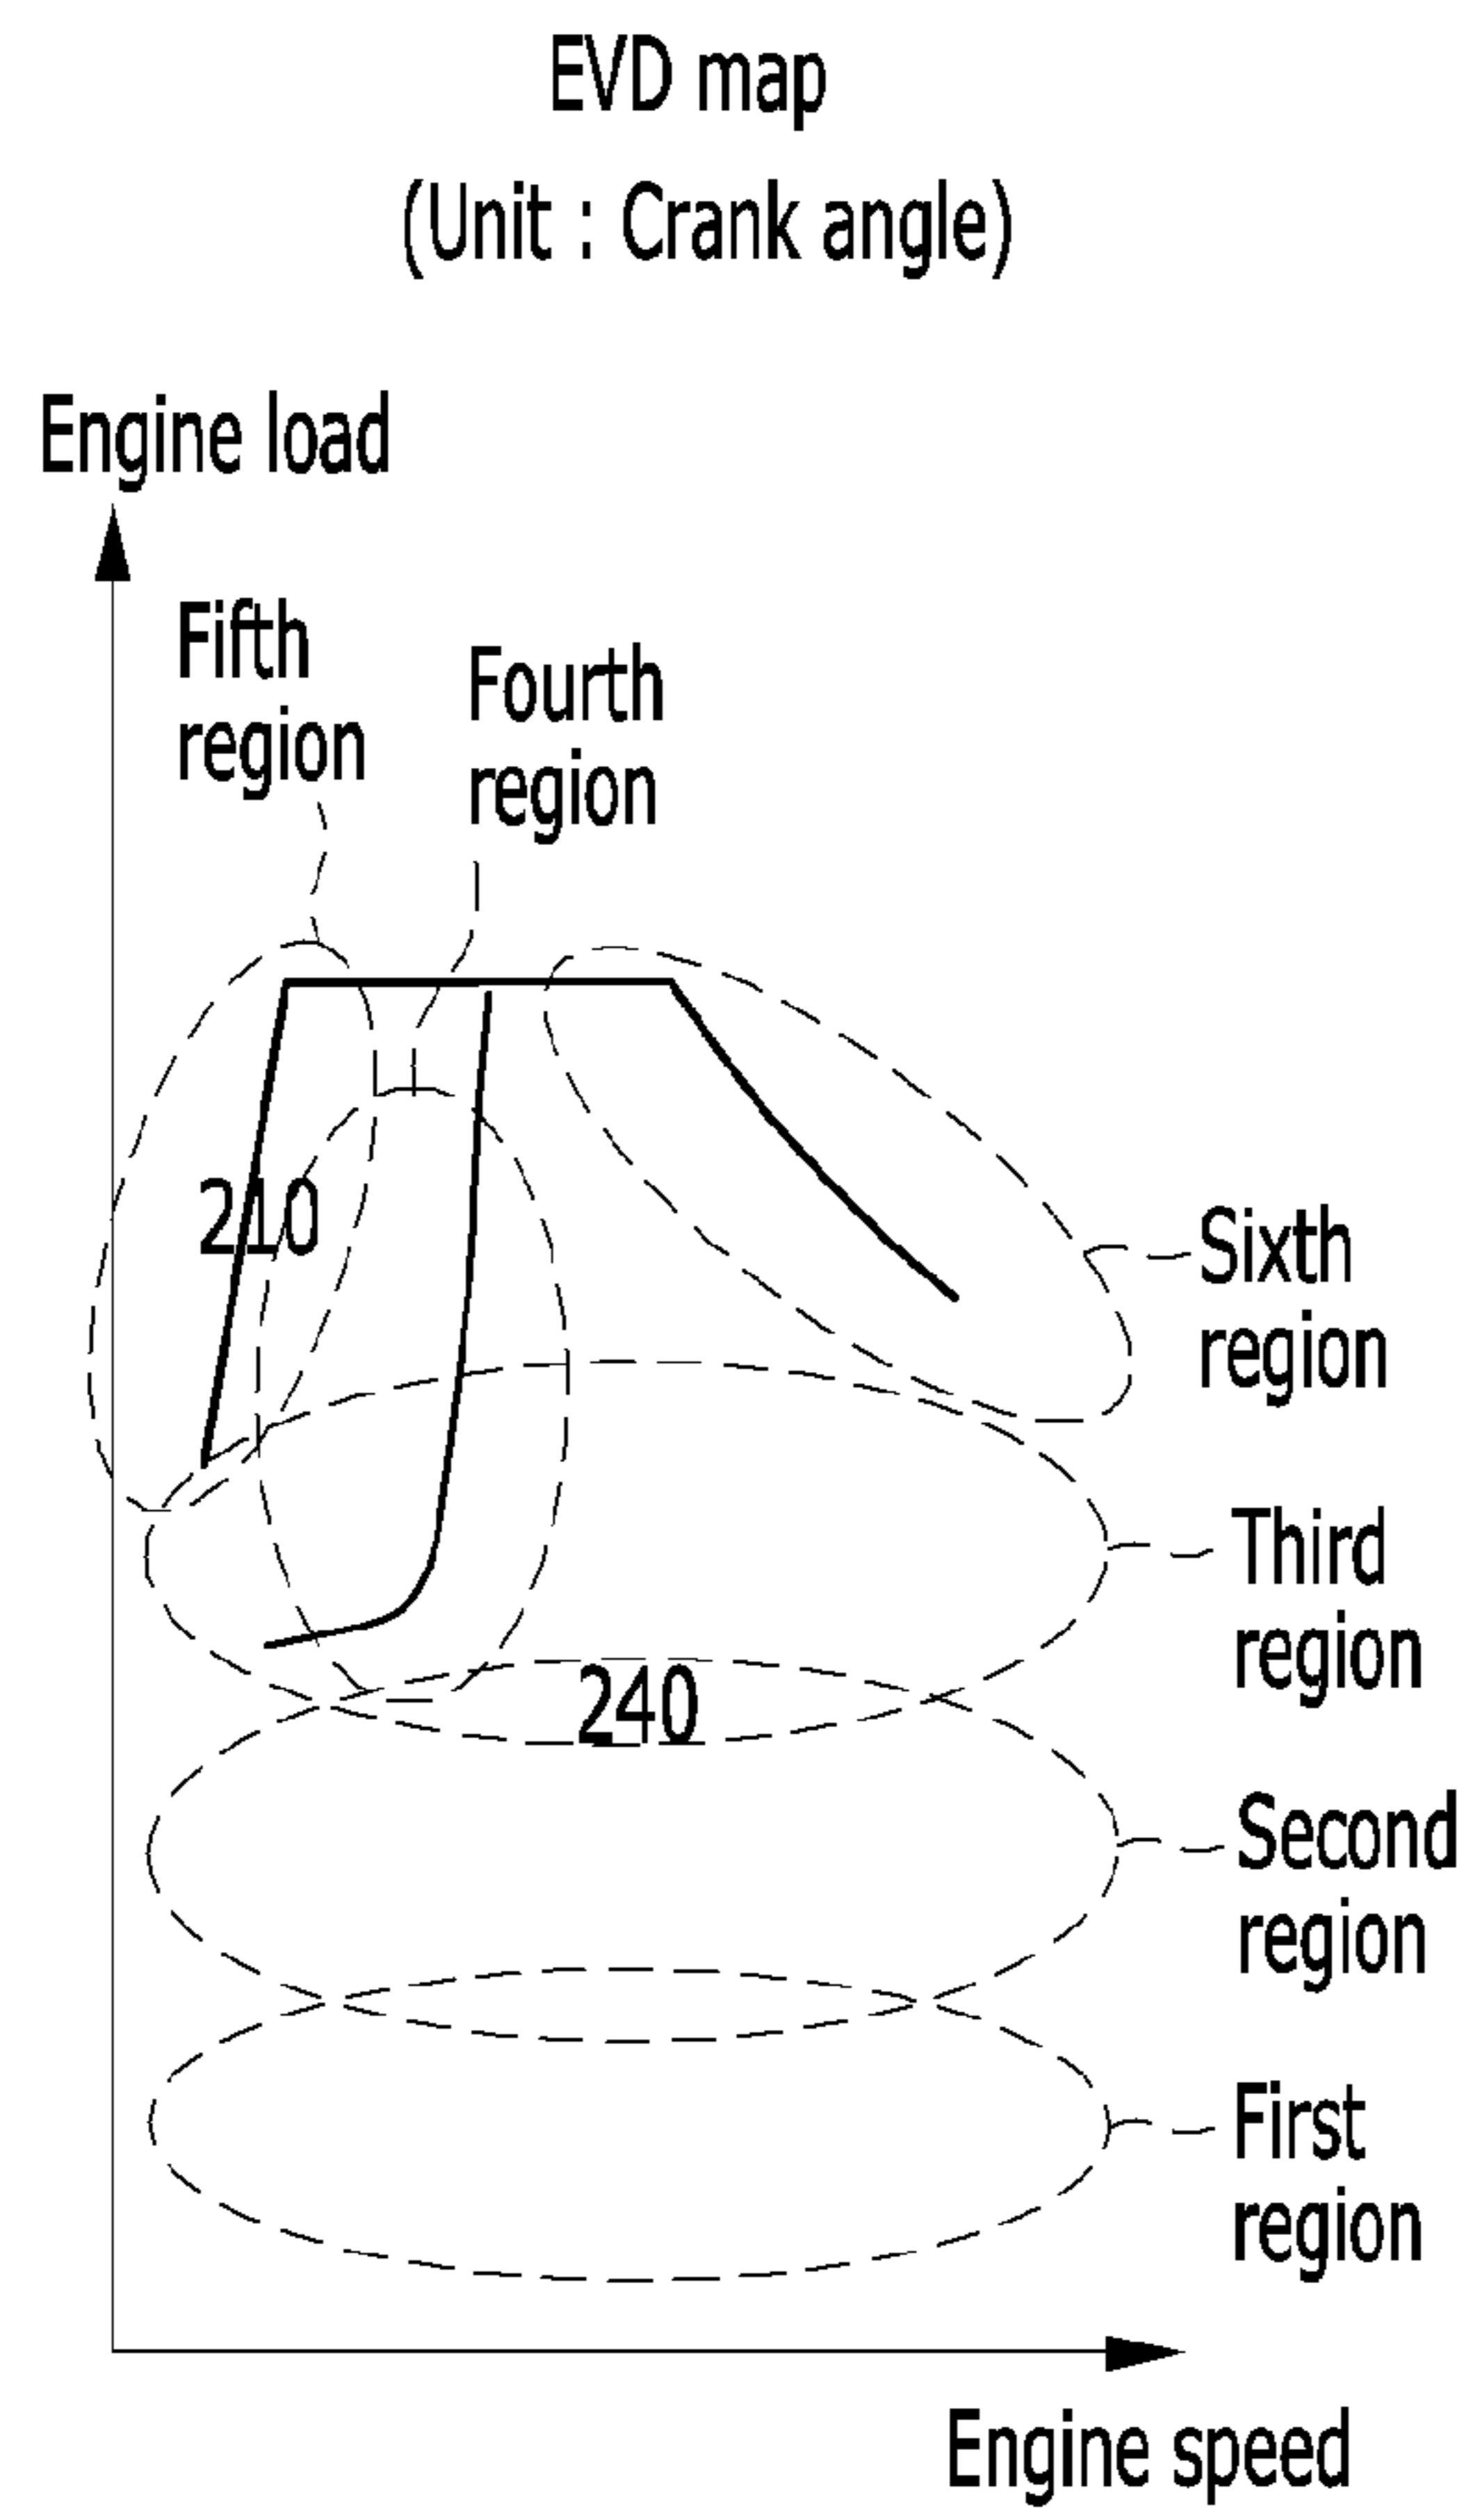 EVD map
(Unit : Crank angle)
Engine load
Fifth
region
Fourth
region
210
Sixth
region
Third
region
240
Second
region
First
region
Engine speed